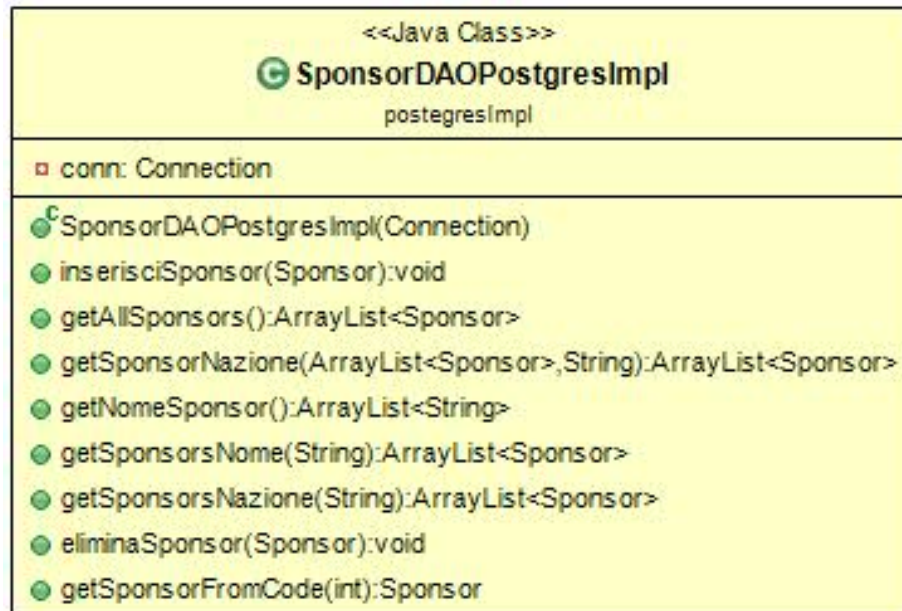 <<Java Class>>
SponsorDAOPostgresImpl
postegresImpl
conn: Connection
SponsorDAOPostgresImpl(Connection)
inserisciSponsor(Sponsor):void
getAllSponsors():ArrayList<Sponsor>
getSponsorNazione(ArrayList<Sponsor>,String):ArrayList<Sponsor>
getNomeSponsor():ArrayList<String>
getSponsorsNome(String):ArrayList<Sponsor>
getSponsorsNazione(String):ArrayList<Sponsor>
eliminaSponsor(Sponsor):void
getSponsorFromCode(int):Sponsor